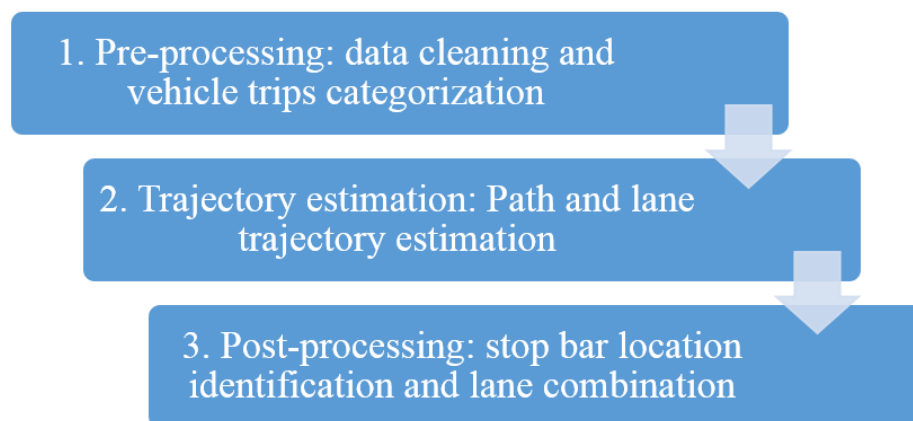 1. Pre-processing: data cleaning and
vehicle trips categorization
2. Trajectory estimation: Path and lane
trajectory estimation
3. Post-processing: stop bar location
identification and lane combination